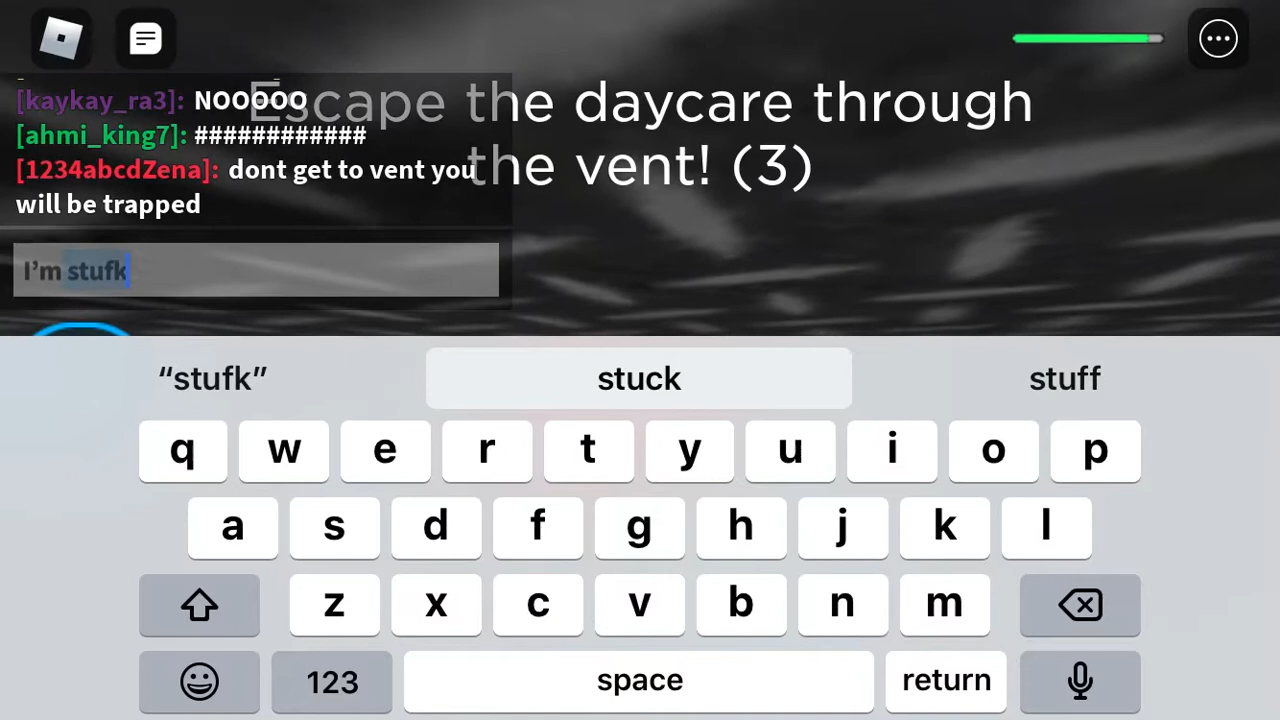 [kaykay_ra3]: NOOOOO
Escape the daycare through
the vent! (3)
[ahmi_king7]: ############
[1234abcdZena]: dont get to vent you
will be trapped
I’m stufk
“stufk” stuck stuff
q w e r t y u i o p
a s d f g h j k l
z x c v b n m
123 space return